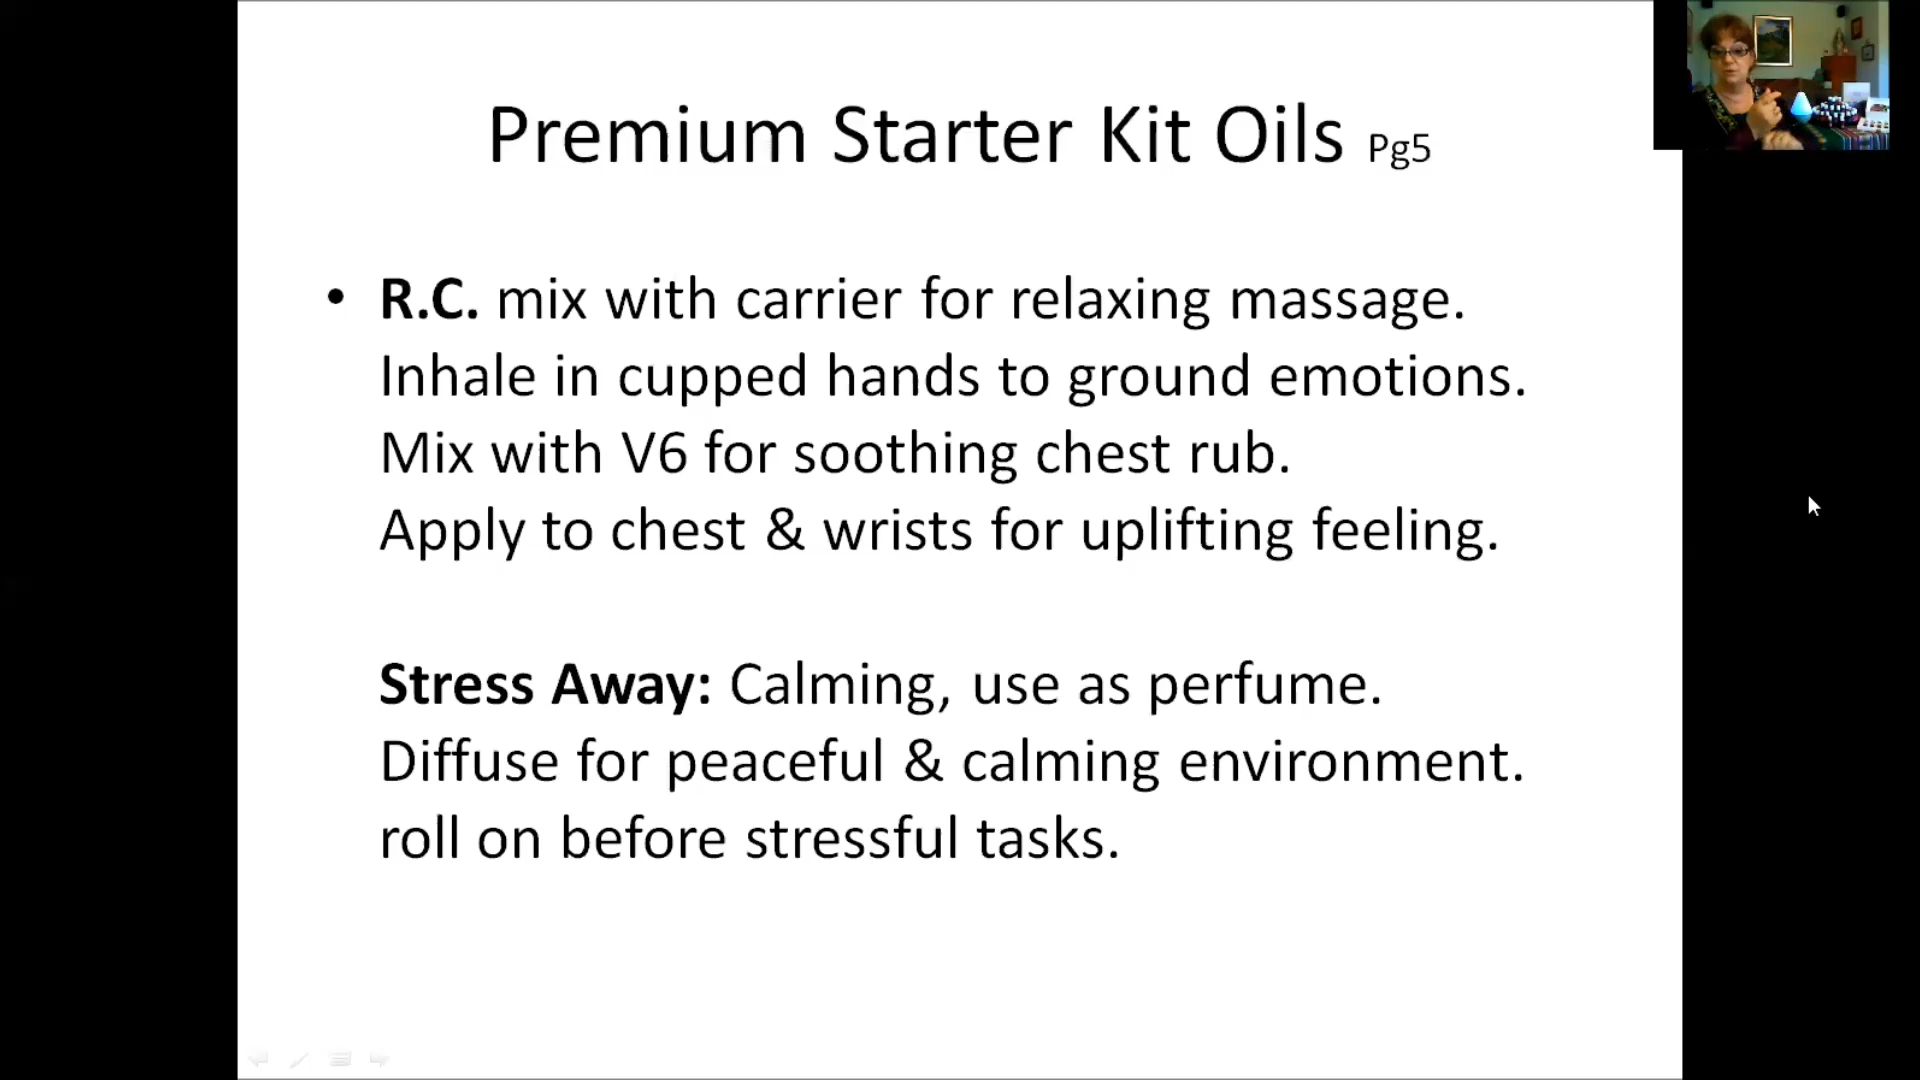 Premium Starter Kit Oils Pg5
• R.C. mix with carrier for relaxing massage.
Inhale in cupped hands to ground emotions.
Mix with V6 for soothing chest rub.
Apply to chest & wrists for uplifting feeling.
Stress Away: Calming, use as perfume.
Diffuse for peaceful & calming environment.
roll on before stressful tasks.